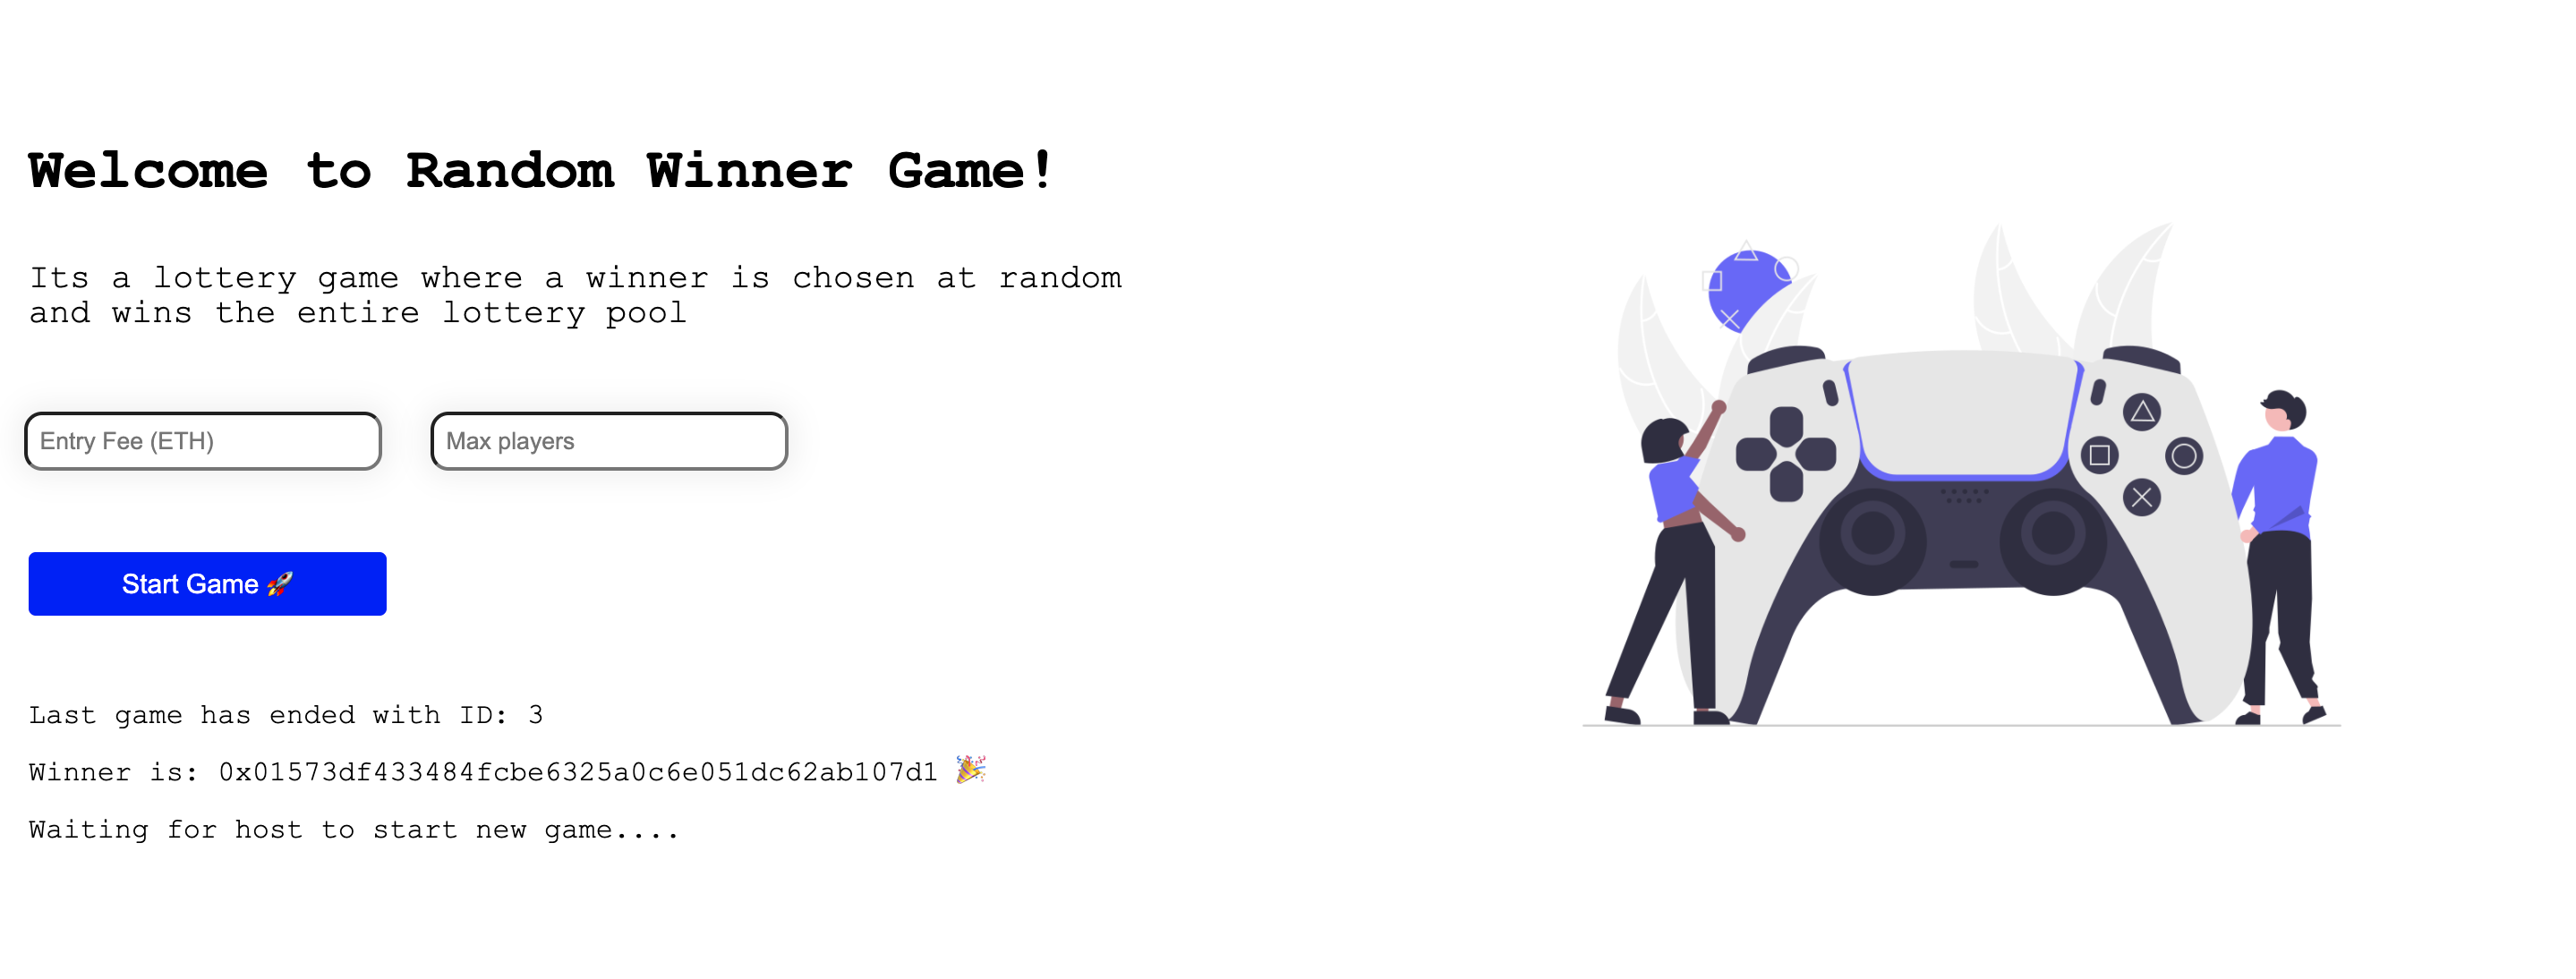 Welcome to Random Winner Game!
Its a lottery game where a winner is chosen at random
and wins the entire lottery pool
Entry Fee (ETH)
Max players
Start Game 🚀
Last game has ended with ID: 3
Winner is: 0x01573df433484fcbe6325a0c6e051dc62ab107d1 🎉
Waiting for host to start new game....